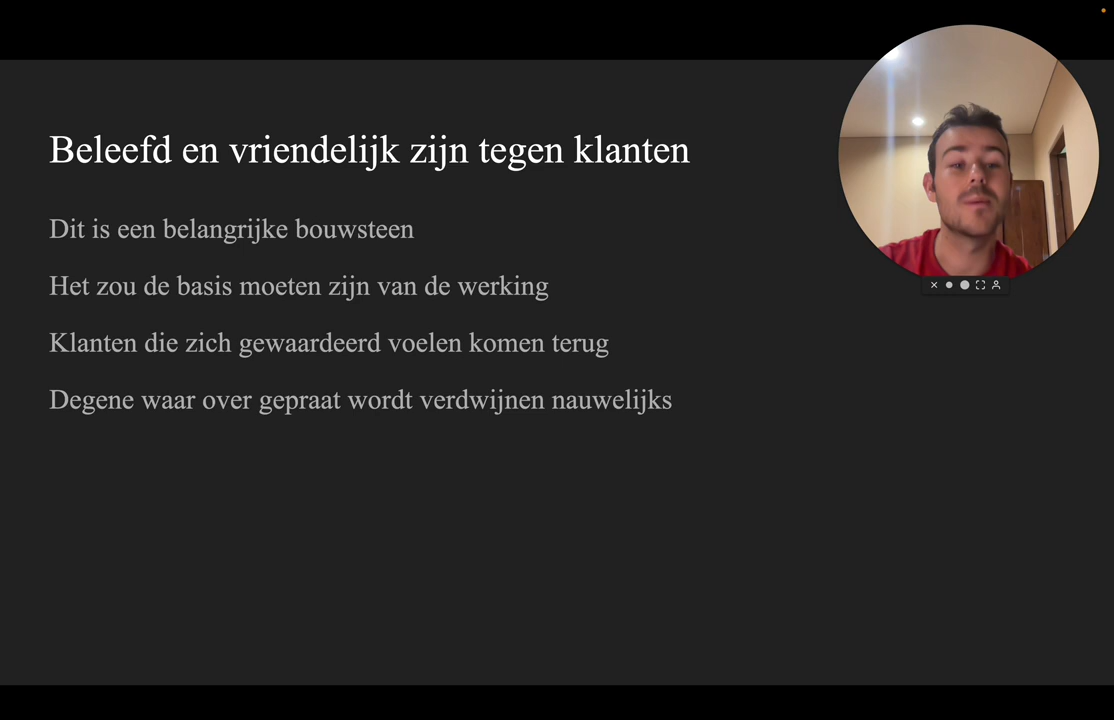 Beleefd en vriendelijk zijn tegen klanten
Dit is een belangrijke bouwsteen
Het zou de basis moeten zijn van de werking
Klanten die zich gewaardeerd voelen komen terug
Degene waar over gepraat wordt verdwijnen nauwelijks